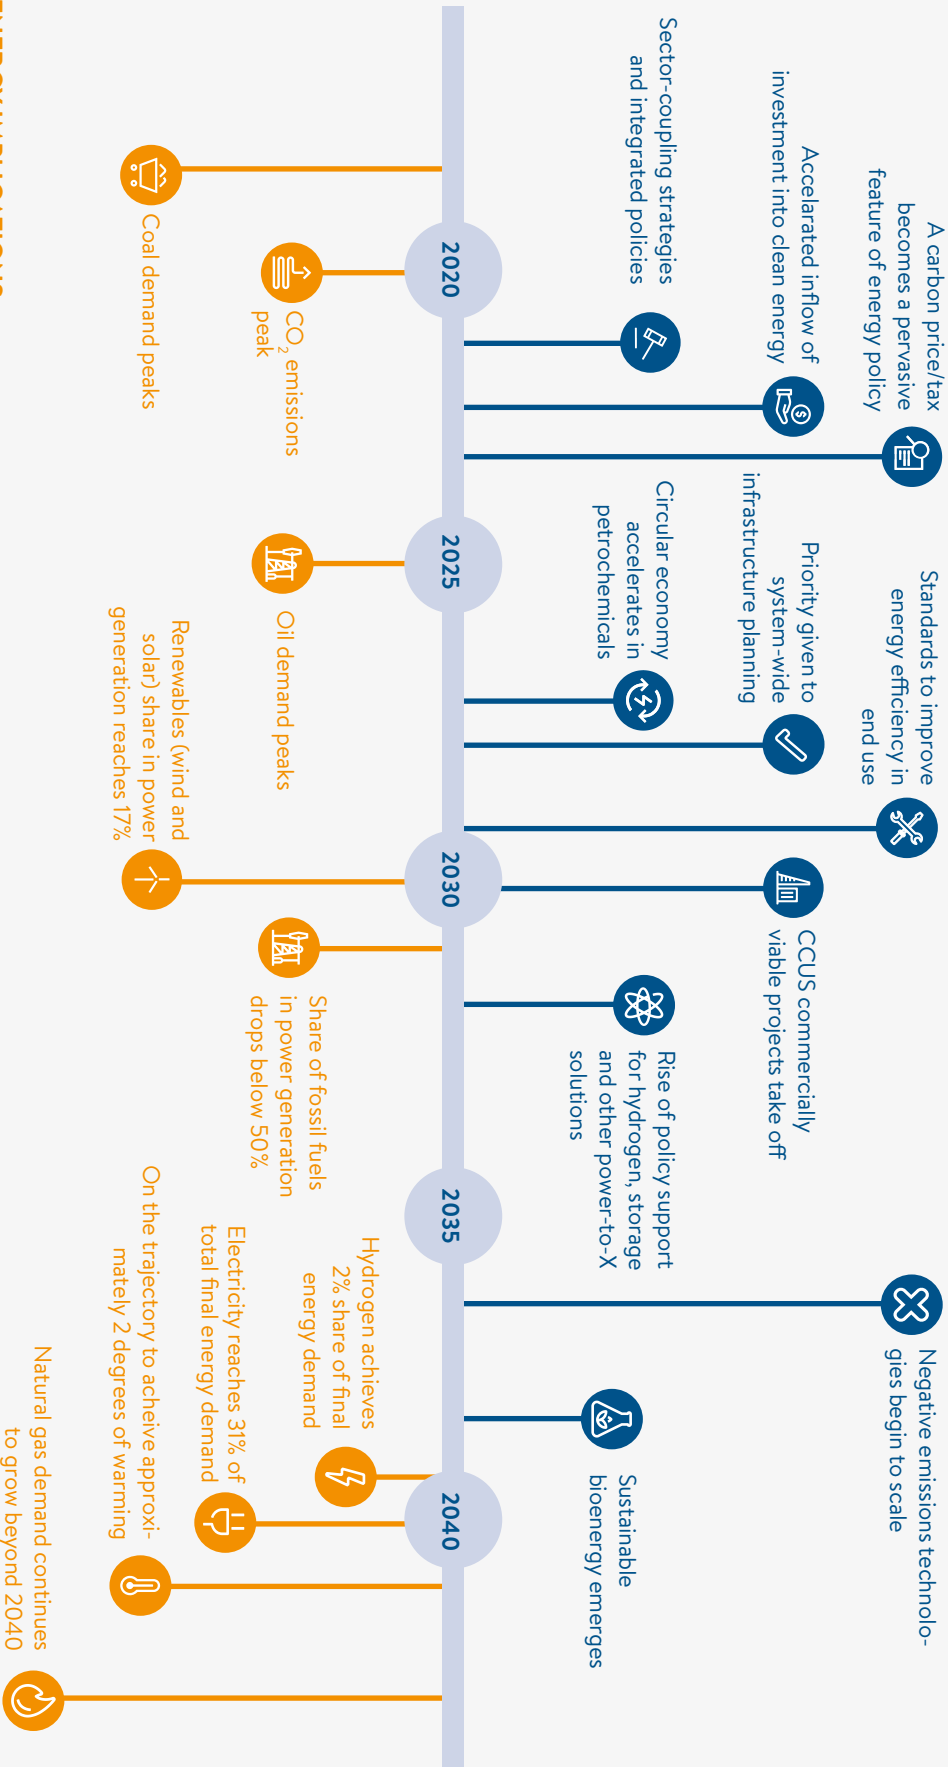 A carbon price/tax
becomes a pervasive
feature of energy policy
Accelarated inflow of
investment into clean energy
Sector-coupling strategies
and integrated policies
Standards to improve
energy efficiency in
end use
Priority given to
system-wide
infrastructure planning
Circular economy
accelerates in
petrochemicals
CCUS commercially
viable projects take off
Rise of policy support
for hydrogen, storage
and other power-to-X
solutions
Negative emissions technolo-
gies begin to scale
Sustainable
bioenergy emerges
2020
2025
2030
2035
2040
Coal demand peaks
CO₂ emissions
peak
Oil demand peaks
Renewables (wind and
solar) share in power
generation reaches 17%
Share of fossil fuels
in power generation
drops below 50%
Hydrogen achieves
2% share of final
energy demand
Electricity reaches 31% of
total final energy demand
On the trajectory to acheive approxi-
mately 2 degrees of warming
Natural gas demand continues
to grow beyond 2040